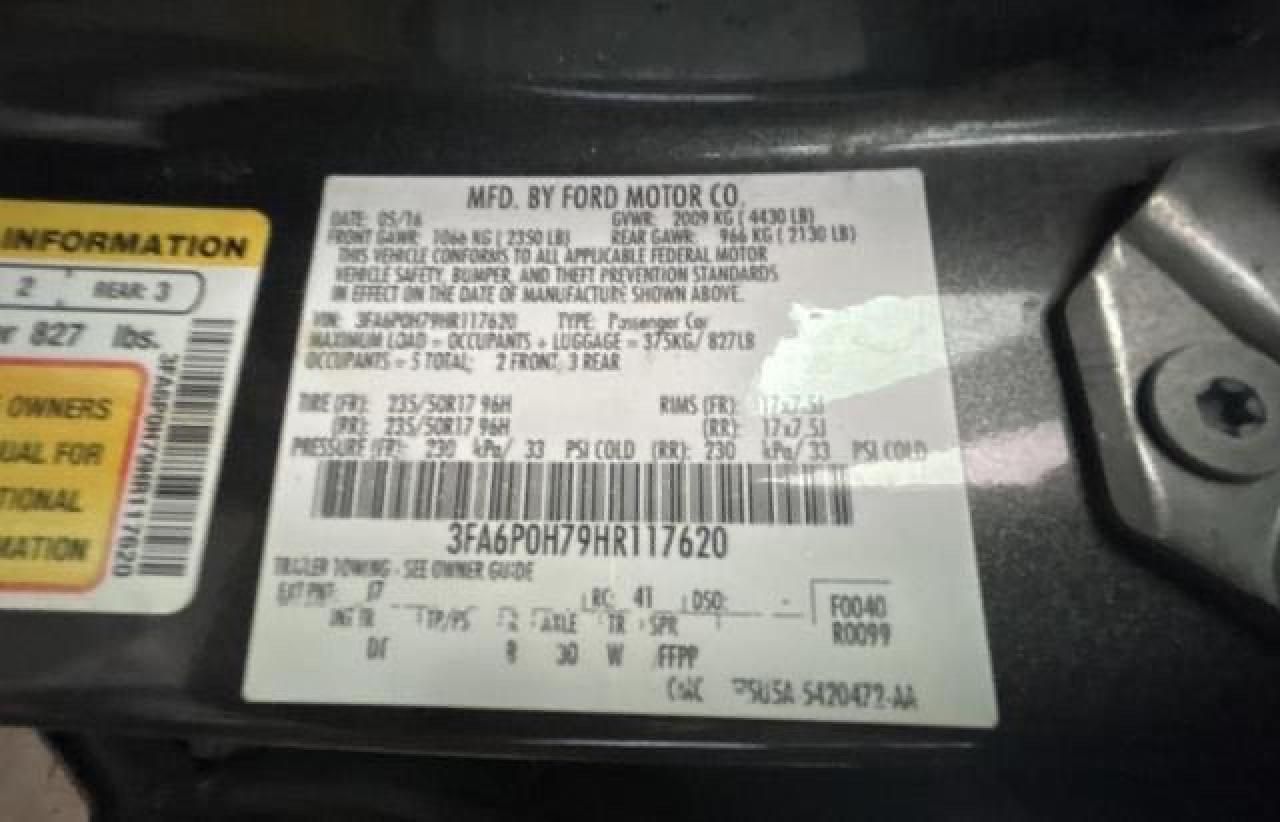 INFORMATION
2 REAR: 3
827 lbs.
OWNERS
FOR
3FA6P0H79HR117620
MFD. BY FORD MOTOR CO.
DATE: 05/16 GVWR: 2009 KG ( 4430 LB)
FRONT GAWR: 1066 KG ( 2350 LB) REAR GAWR: 966 KG ( 2130 LB)
THIS VEHICLE CONFORMS TO ALL APPLICABLE FEDERAL MOTOR
VEHICLE SAFETY, BUMPER, AND THEFT PREVENTION STANDARDS
IN EFFECT ON THE DATE OF MANUFACTURE SHOWN ABOVE.
VIN: 3FA6P0H79HR117620 TYPE: Passenger Car
MAXIMUM LOAD = OCCUPANTS + LUGGAGE = 375KG/ 827LB
OCCUPANTS = 5 TOTAL; 2 FRONT, 3 REAR
TIRE (FR): 235/50R17 96H RIMS (FR): 17x7.5J
(RR): 235/50R17 96H (RR): 17x7.5J
PRESSURE (FR): 230 kPa/ 33 PSI COLD (RR): 230 kPa/ 33 PSI COLD
3FA6P0H79HR117620
TRAILER TOWING - SEE OWNER GUIDE
EXT PNT: RC: 41 DSO: F0040
TP/PS AXLE TR SPR R0099
30 W FFPP
5420472-AA